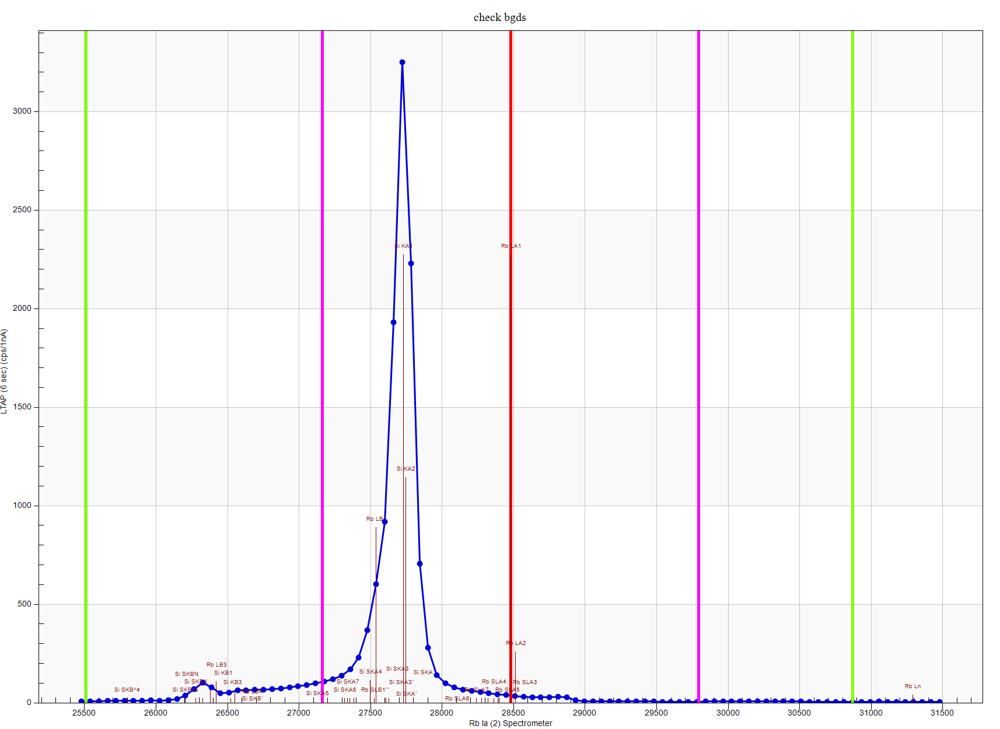 check bgds
LTAP (6 sec) (cps/1nA)
3000
2500
2000
1500
1000
500
0
Si KA1
Rb LA1
Si KA2
Rb LB1
Rb LA2
Rb LB3
Si KB1
Si SKBN
Si KB3
Si SKB^4
Si SKB`
Si SKA5
Si SKA7
Si SKA6
Si SKA4
Rb SLB1``
Si SKA3
Si SKA3`
Si SKA`
Rb SLA6
Rb SLA4
Rb SLA3
Rb SLA5
Rb Ln
25500
26000
26500
27000
27500
28000
28500
29000
29500
30000
30500
31000
31500
Rb la (2) Spectrometer